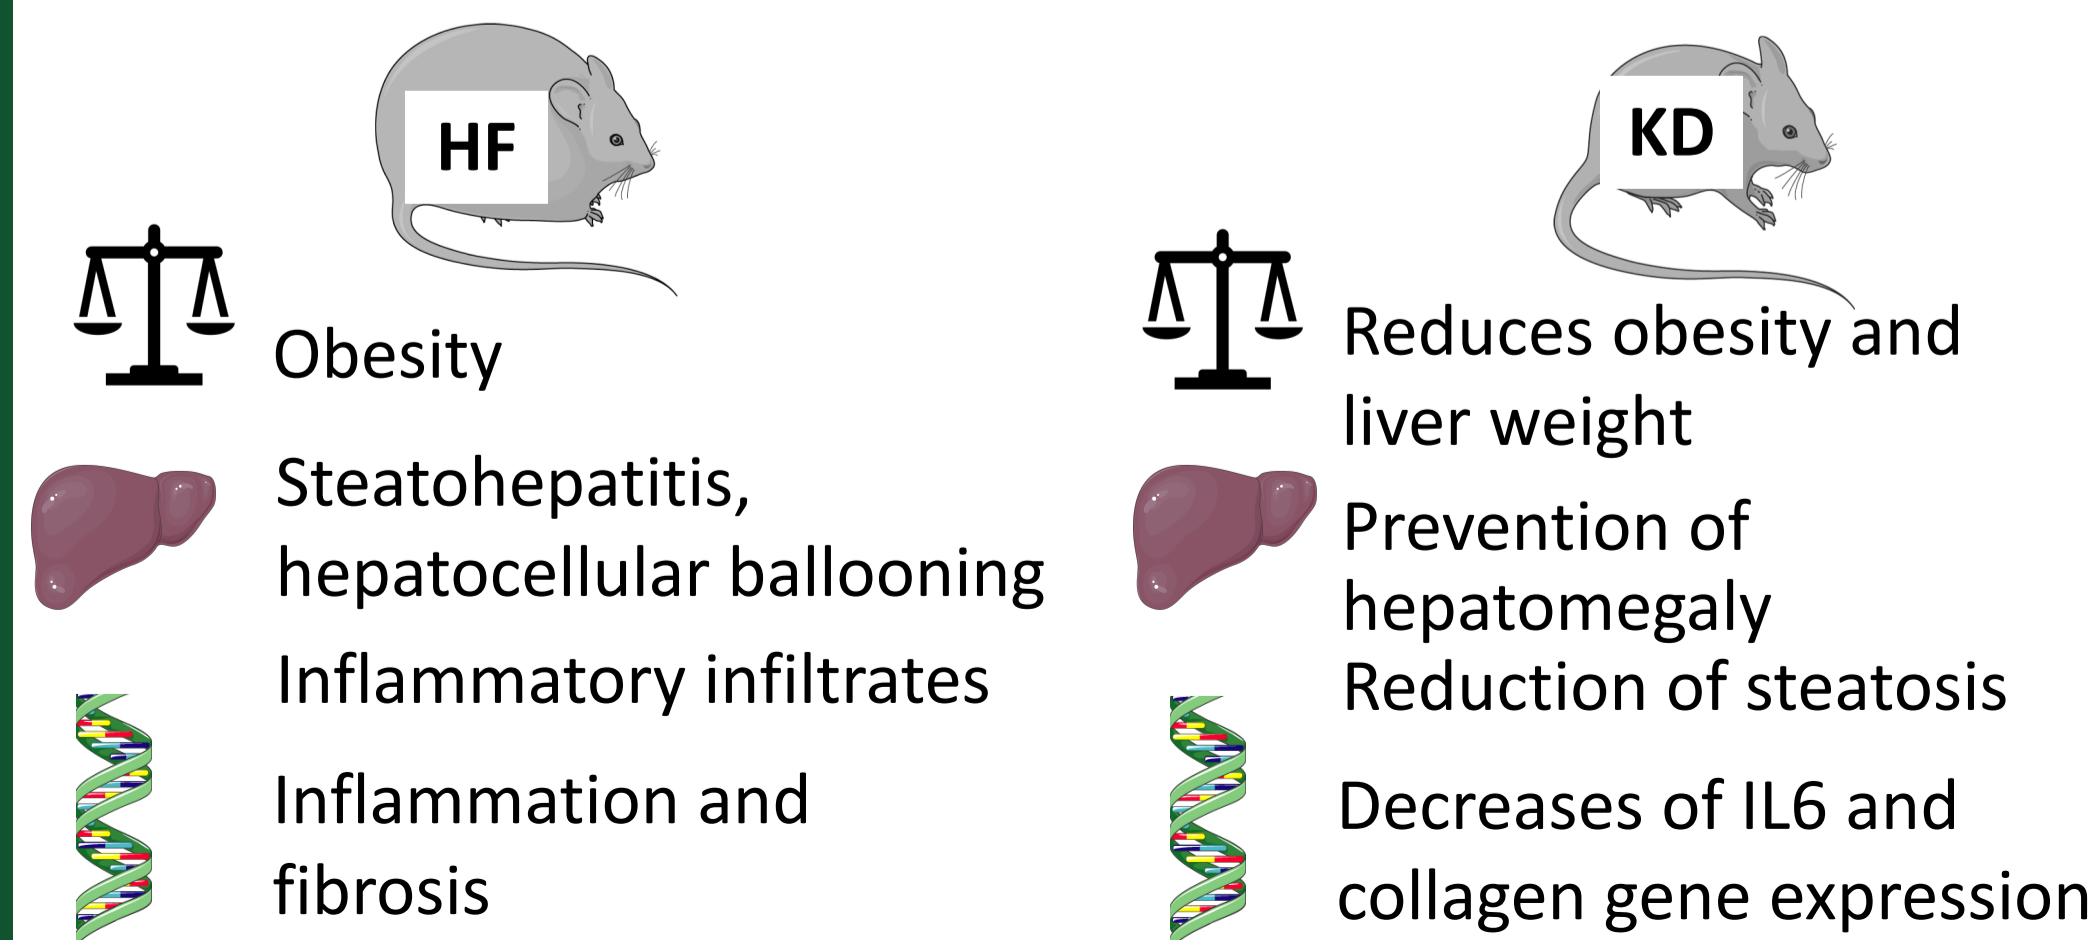 HF
Obesity
Steatohepatitis,
hepatocellular ballooning
Inflammatory infiltrates
Inflammation and
fibrosis
KD
Reduces obesity and
liver weight
Prevention of
hepatomegaly
Reduction of steatosis
Decreases of IL6 and
collagen gene expression